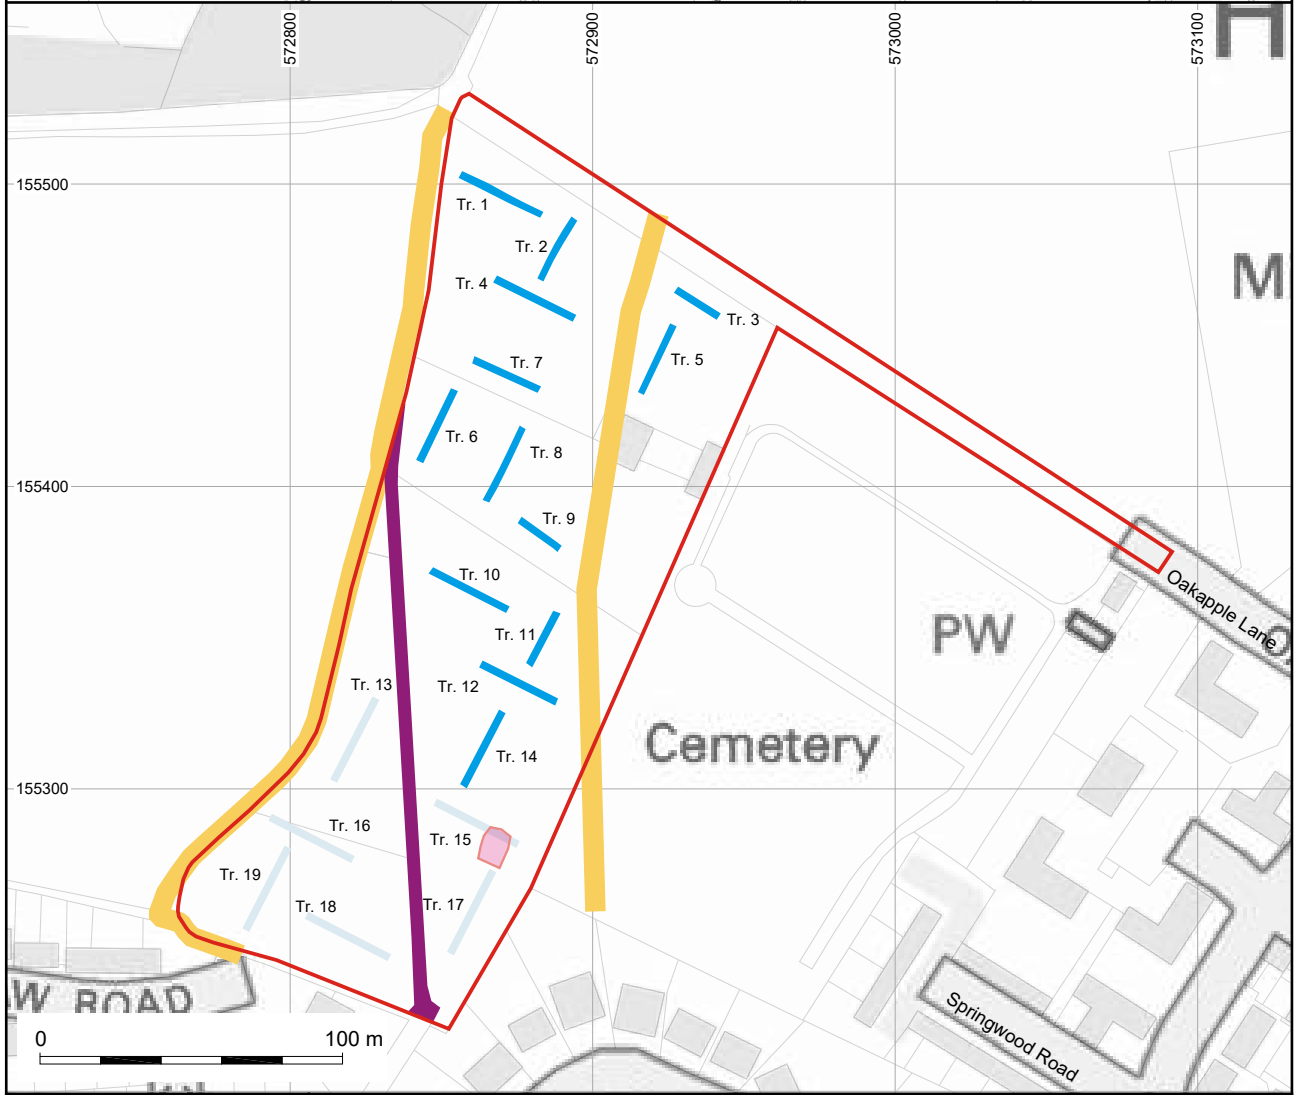 572800
572900
573000
573100
H
155500
Tr. 1
Tr. 2
M
Tr. 4
Tr. 3
Tr. 5
Tr. 7
Tr. 6
Tr. 8
155400
Tr. 9
Tr. 10
Oakapple Lane
Tr. 11
PW
Tr. 12
Tr. 13
Cemetery
Tr. 14
155300
Tr. 16
Tr. 15
Tr. 19
Tr. 18
Tr. 17
W ROAD
Springwood Road
0 100 m